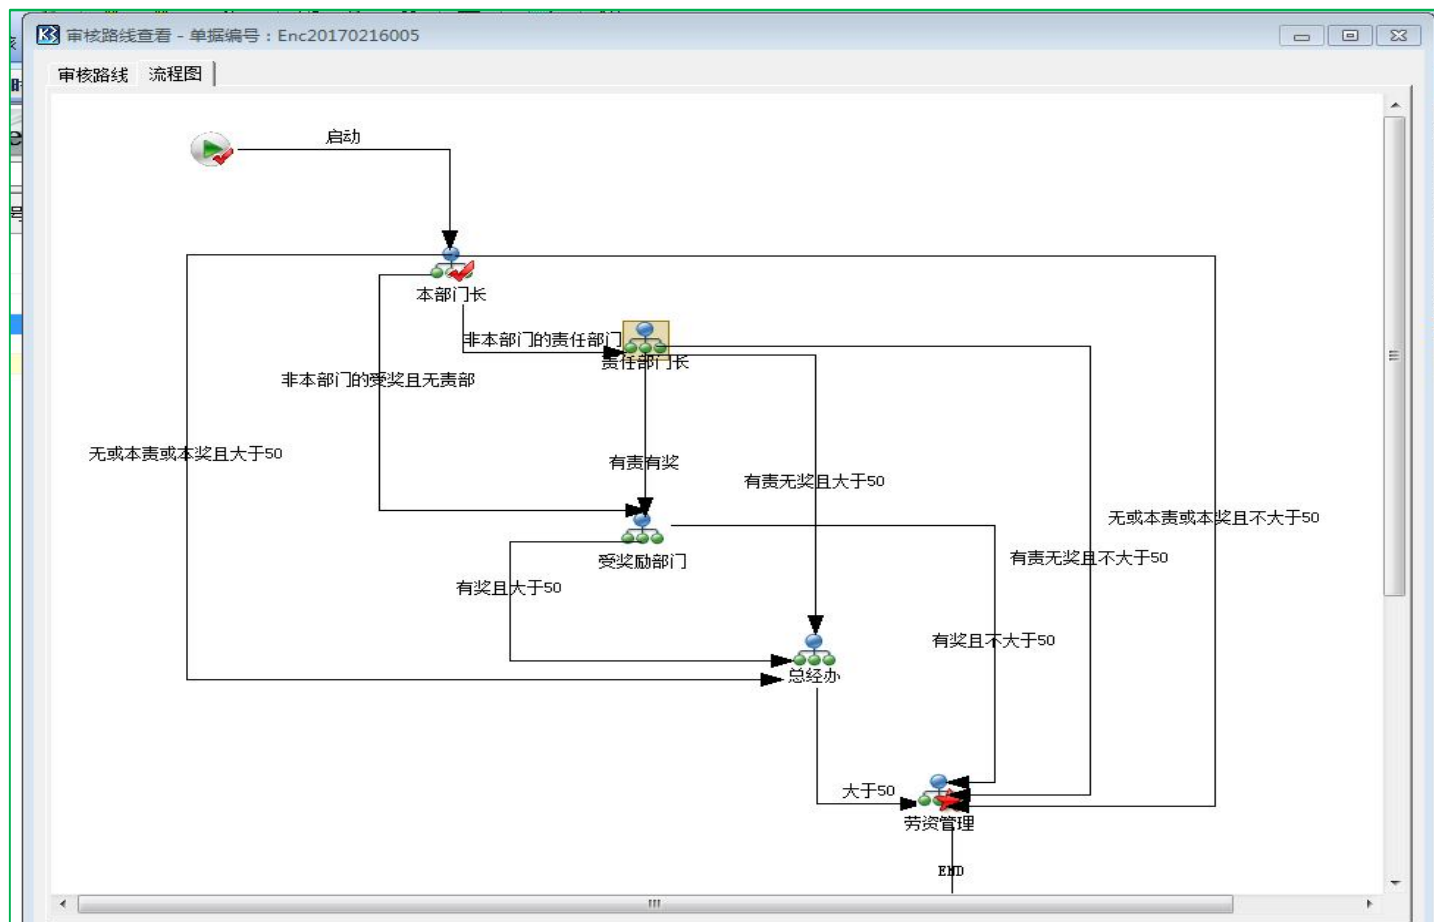 审核路线查看 - 单据编号：Enc20170216005
审核路线 流程图
启动
本部门长
非本部门的责任部门
责任部门长
非本部门的受奖且无责部
无或本责或本奖且大于50
有责有奖
有责无奖且大于50
无或本责或本奖且不大于50
受奖励部门
有责无奖且不大于50
有奖且大于50
有奖且不大于50
总经办
大于50
劳资管理
END